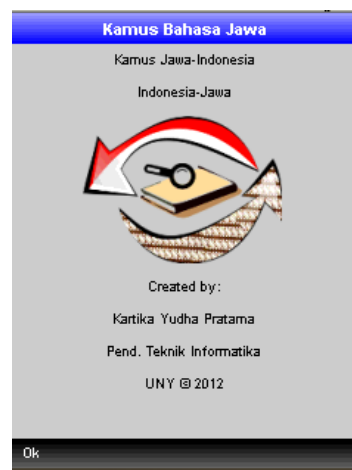 Kamus Bahasa Jawa
Kamus Jawa-Indonesia
Indonesia-Jawa
Created by:
Kartika Yudha Pratama
Pend. Teknik Informatika
UNY @ 2012
Ok